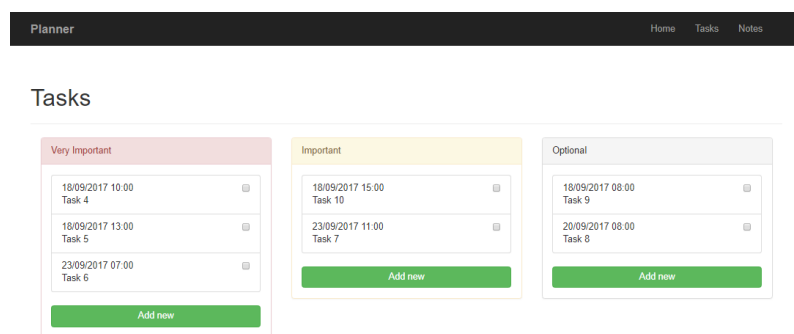 Planner
Home Tasks Notes
Tasks
Very Important
18/09/2017 10:00
Task 4
18/09/2017 13:00
Task 5
23/09/2017 07:00
Task 6
Add new
Important
18/09/2017 15:00
Task 10
23/09/2017 11:00
Task 7
Add new
Optional
18/09/2017 08:00
Task 9
20/09/2017 08:00
Task 8
Add new